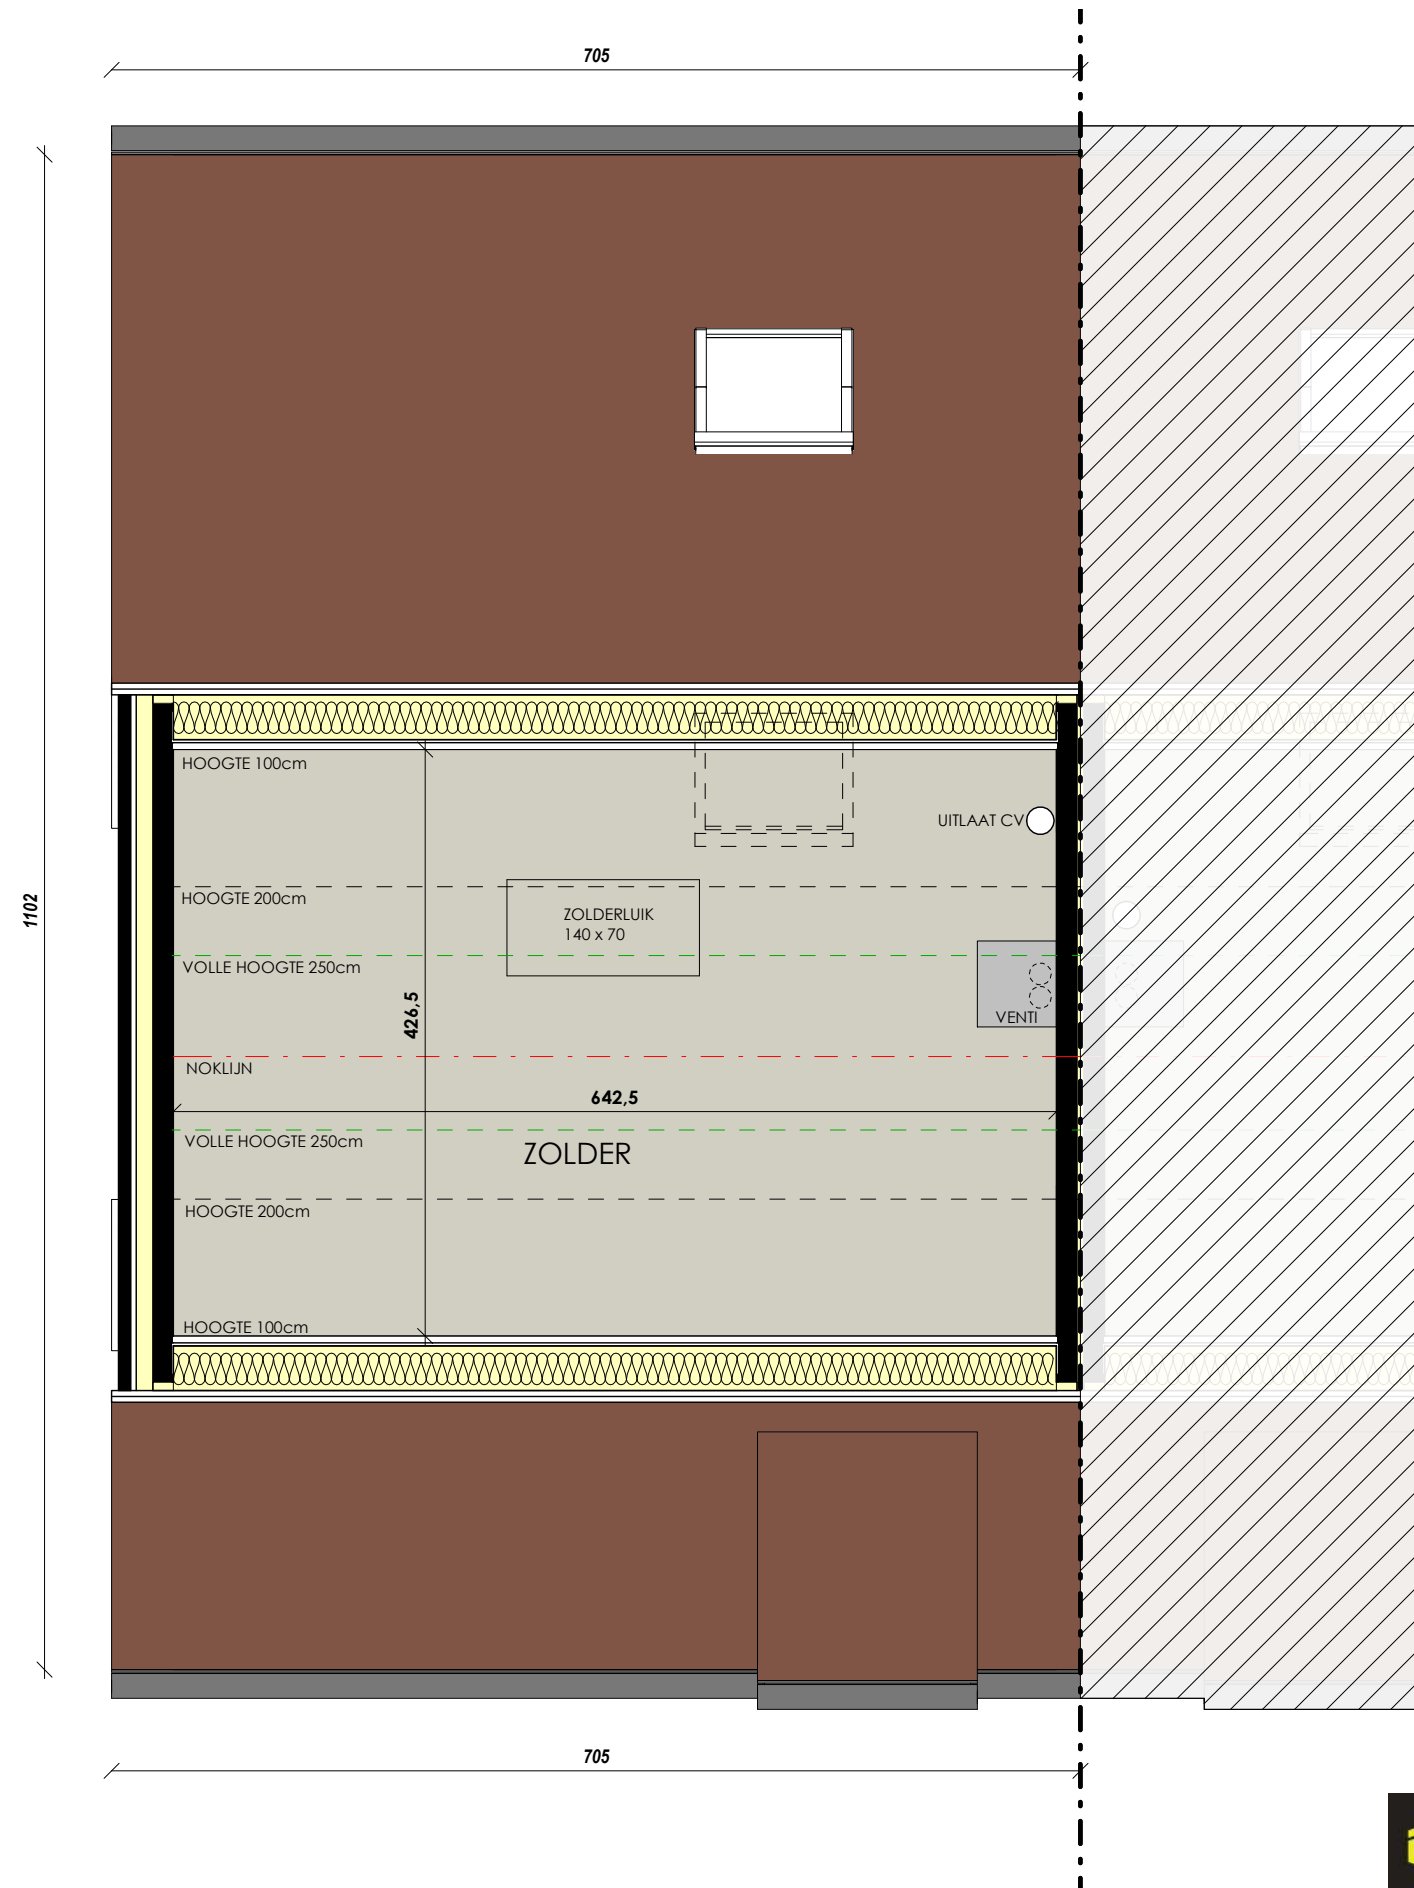 705
1102
HOOGTE 100cm
UITLAAT CV
HOOGTE 200cm
ZOLDERLUIK
140 x 70
VOLLE HOOGTE 250cm
426,5
VENTI
NOKLIJN
642,5
VOLLE HOOGTE 250cm
ZOLDER
HOOGTE 200cm
HOOGTE 100cm
705